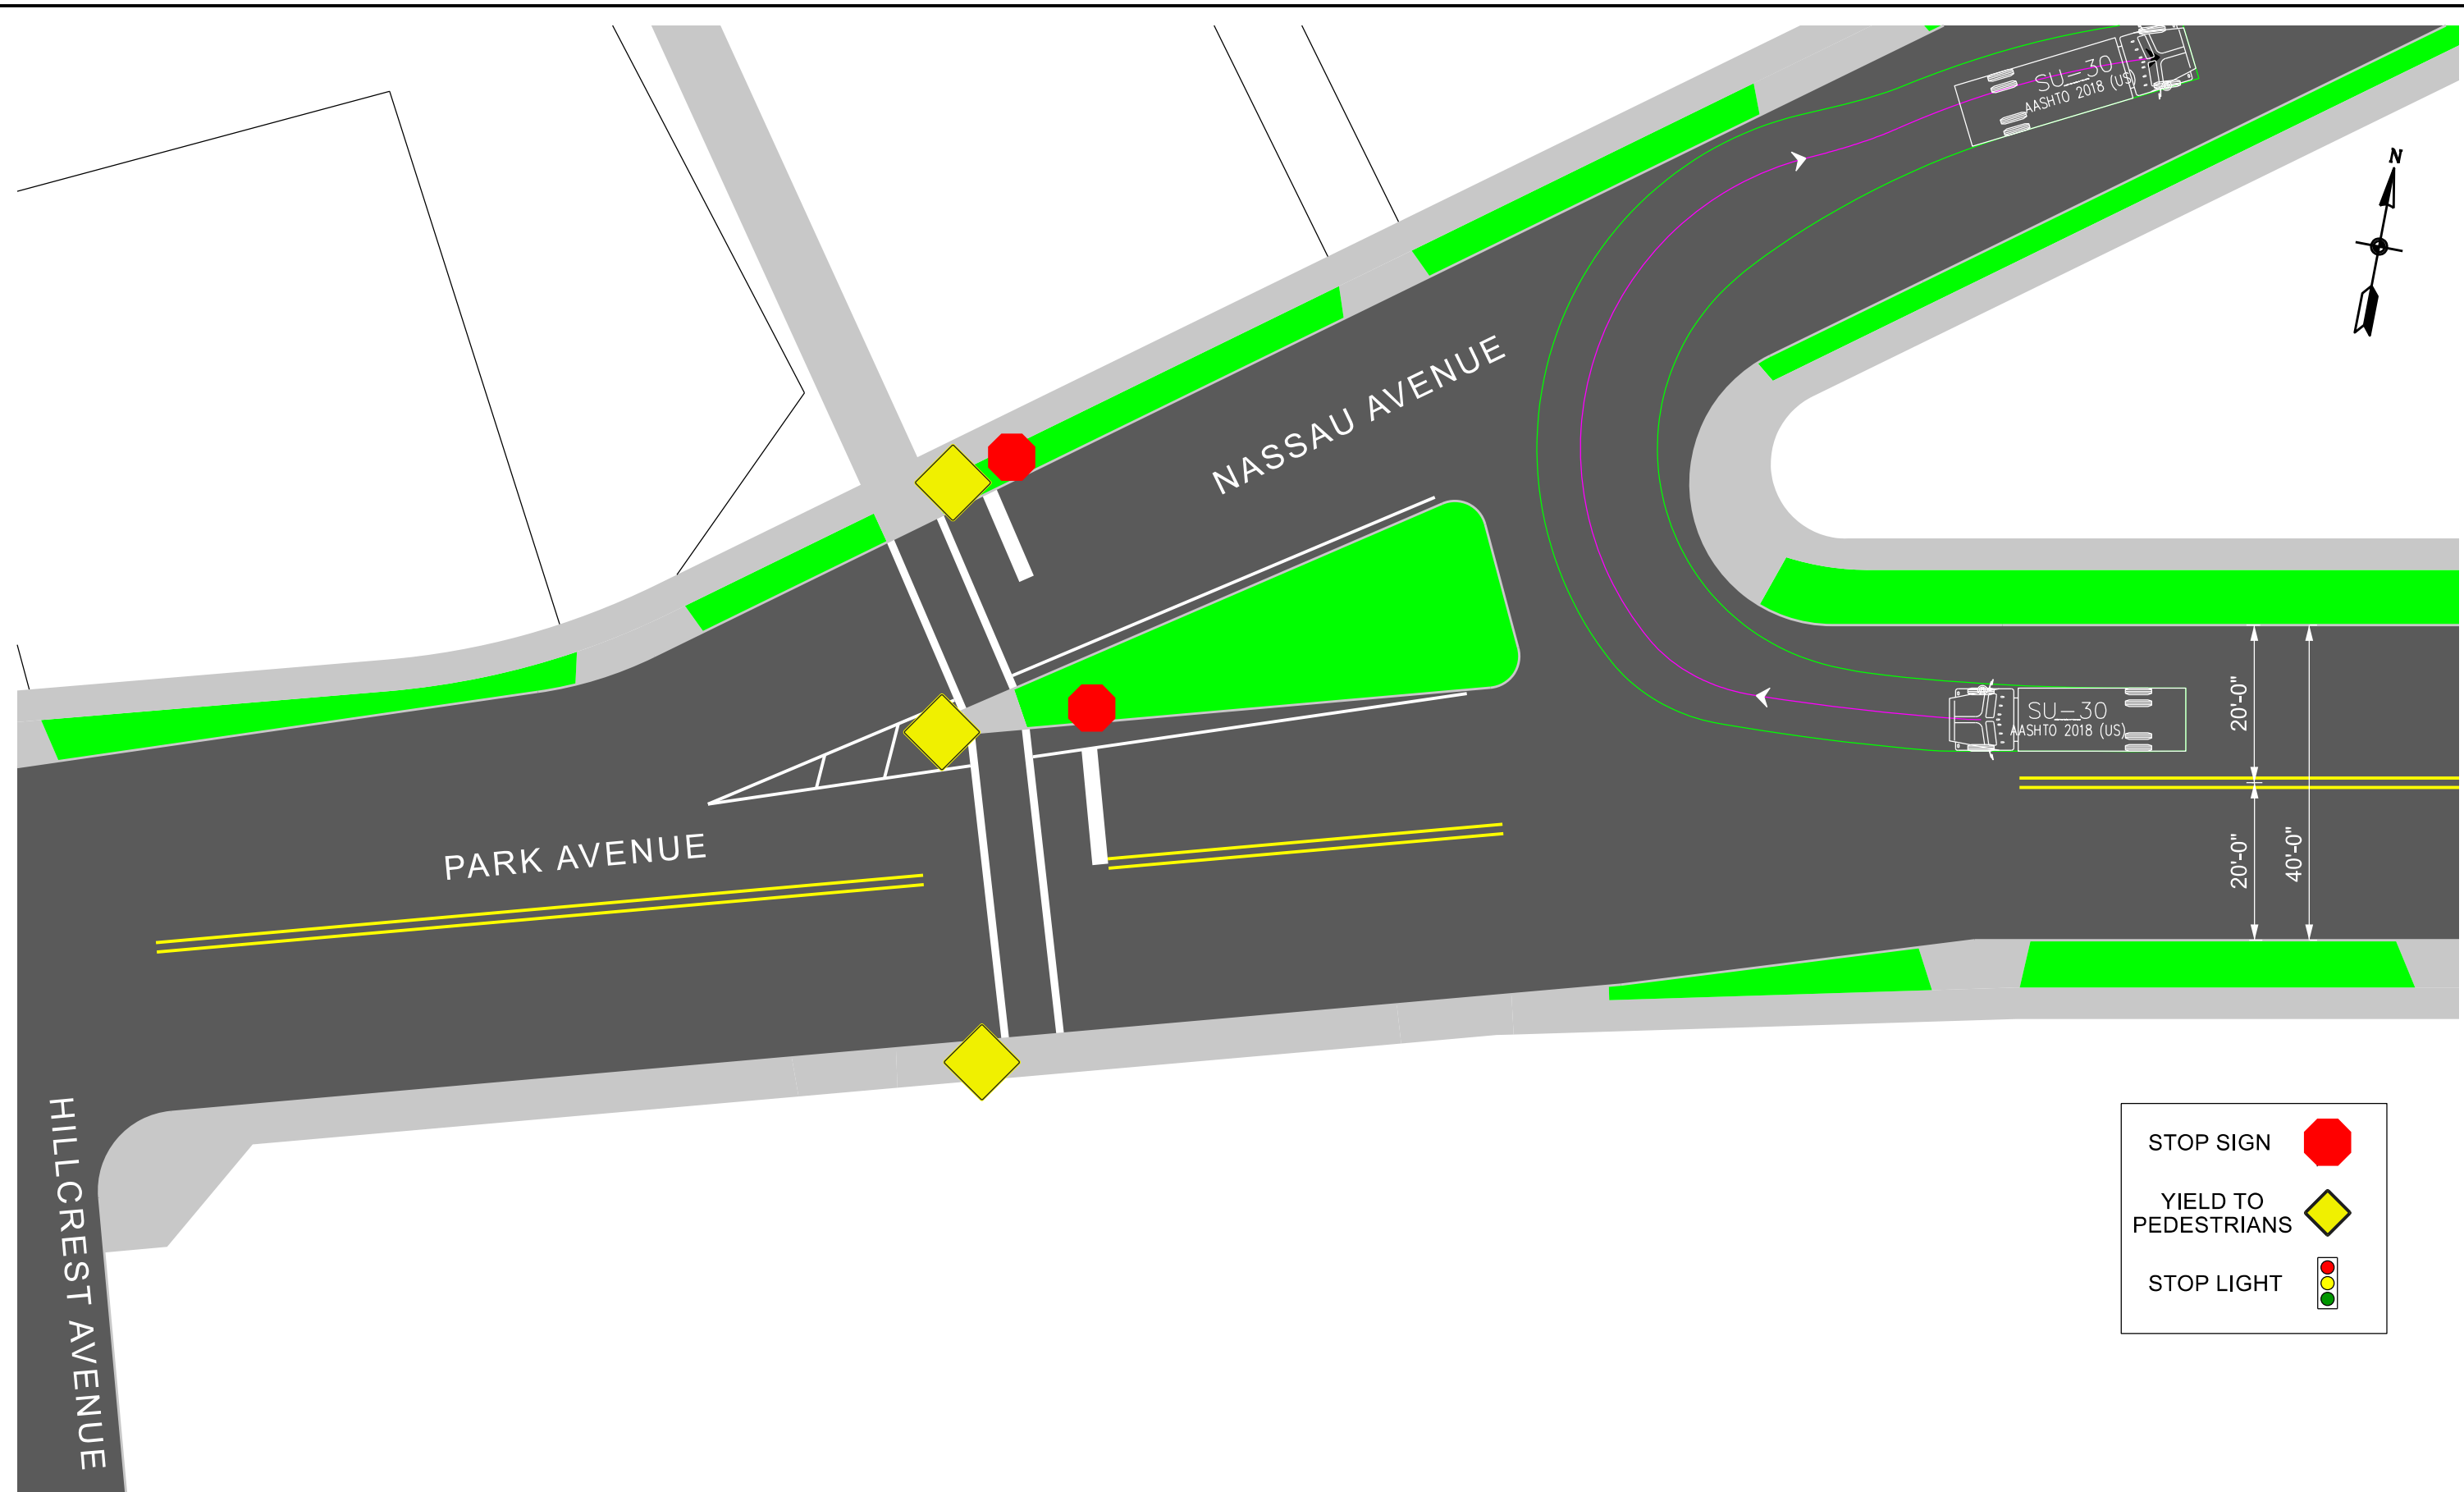 SU-30
AASHTO 2018 (US)
N
NASSAU AVENUE
SU-30
AASHTO 2018 (US)
20'-0"
20'-0"
40'-0"
PARK AVENUE
HILLCREST AVENUE
STOP SIGN
YIELD TO
PEDESTRIANS
STOP LIGHT